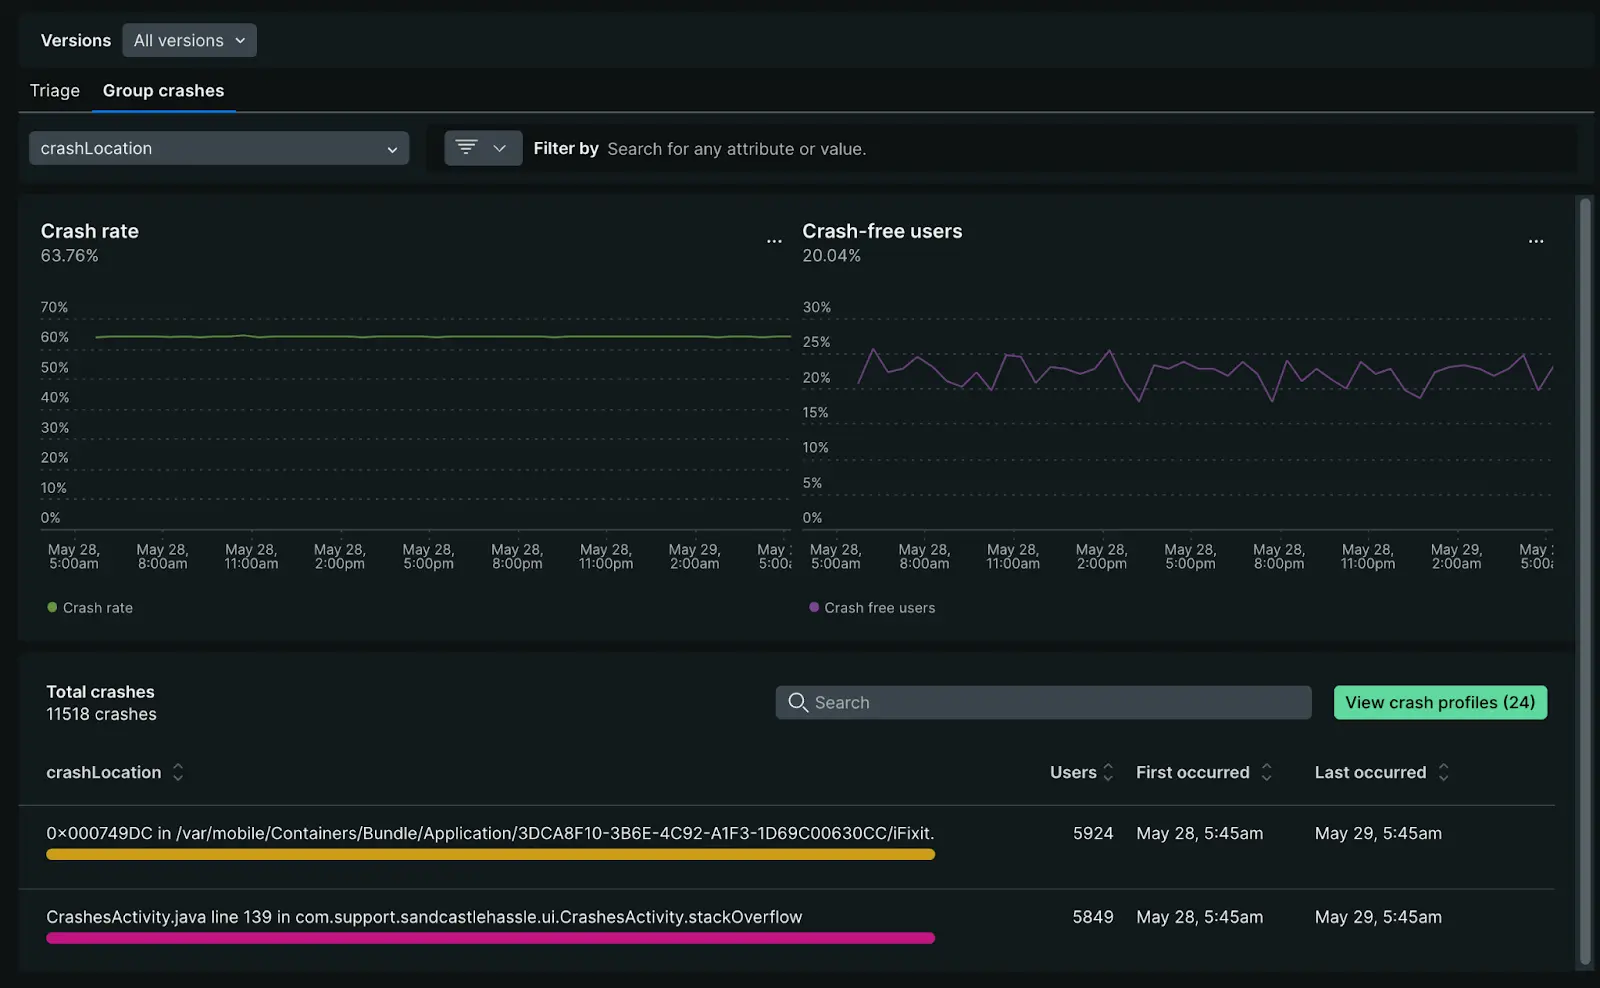 Versions All versions
Triage Group crashes
crashLocation Filter by Search for any attribute or value.
Crash rate
63.76%
...
70%
60%
50%
40%
30%
20%
10%
0%
May 28, May 28, May 28, May 28, May 28, May 28, May 28, May 29, May
5:00am 8:00am 11:00am 2:00pm 5:00pm 8:00pm 11:00pm 2:00am 5:00
Crash rate
Crash-free users
20.04%
...
30%
25%
20%
15%
10%
5%
0%
May 28, May 28, May 28, May 28, May 28, May 28, May 28, May 29, May
5:00am 8:00am 11:00am 2:00pm 5:00pm 8:00pm 11:00pm 2:00am 5:00
Crash free users
Total crashes
11518 crashes
Search
View crash profiles (24)
crashLocation Users First occurred Last occurred
0x000749DC in /var/mobile/Containers/Bundle/Application/3DCA8F10-3B6E-4C92-A1F3-1D69C00630CC/iFixit. 5924 May 28, 5:45am May 29, 5:45am
CrashesActivity.java line 139 in com.support.sandcastlehassle.ui.CrashesActivity.stackOverflow 5849 May 28, 5:45am May 29, 5:45am